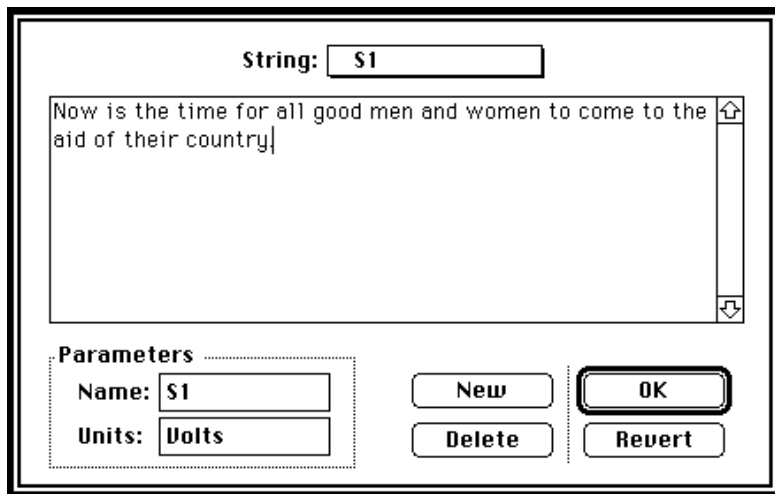 String: S1
Now is the time for all good men and women to come to the
aid of their country.
Parameters
Name: S1
Units: Volts
New
OK
Delete
Revert